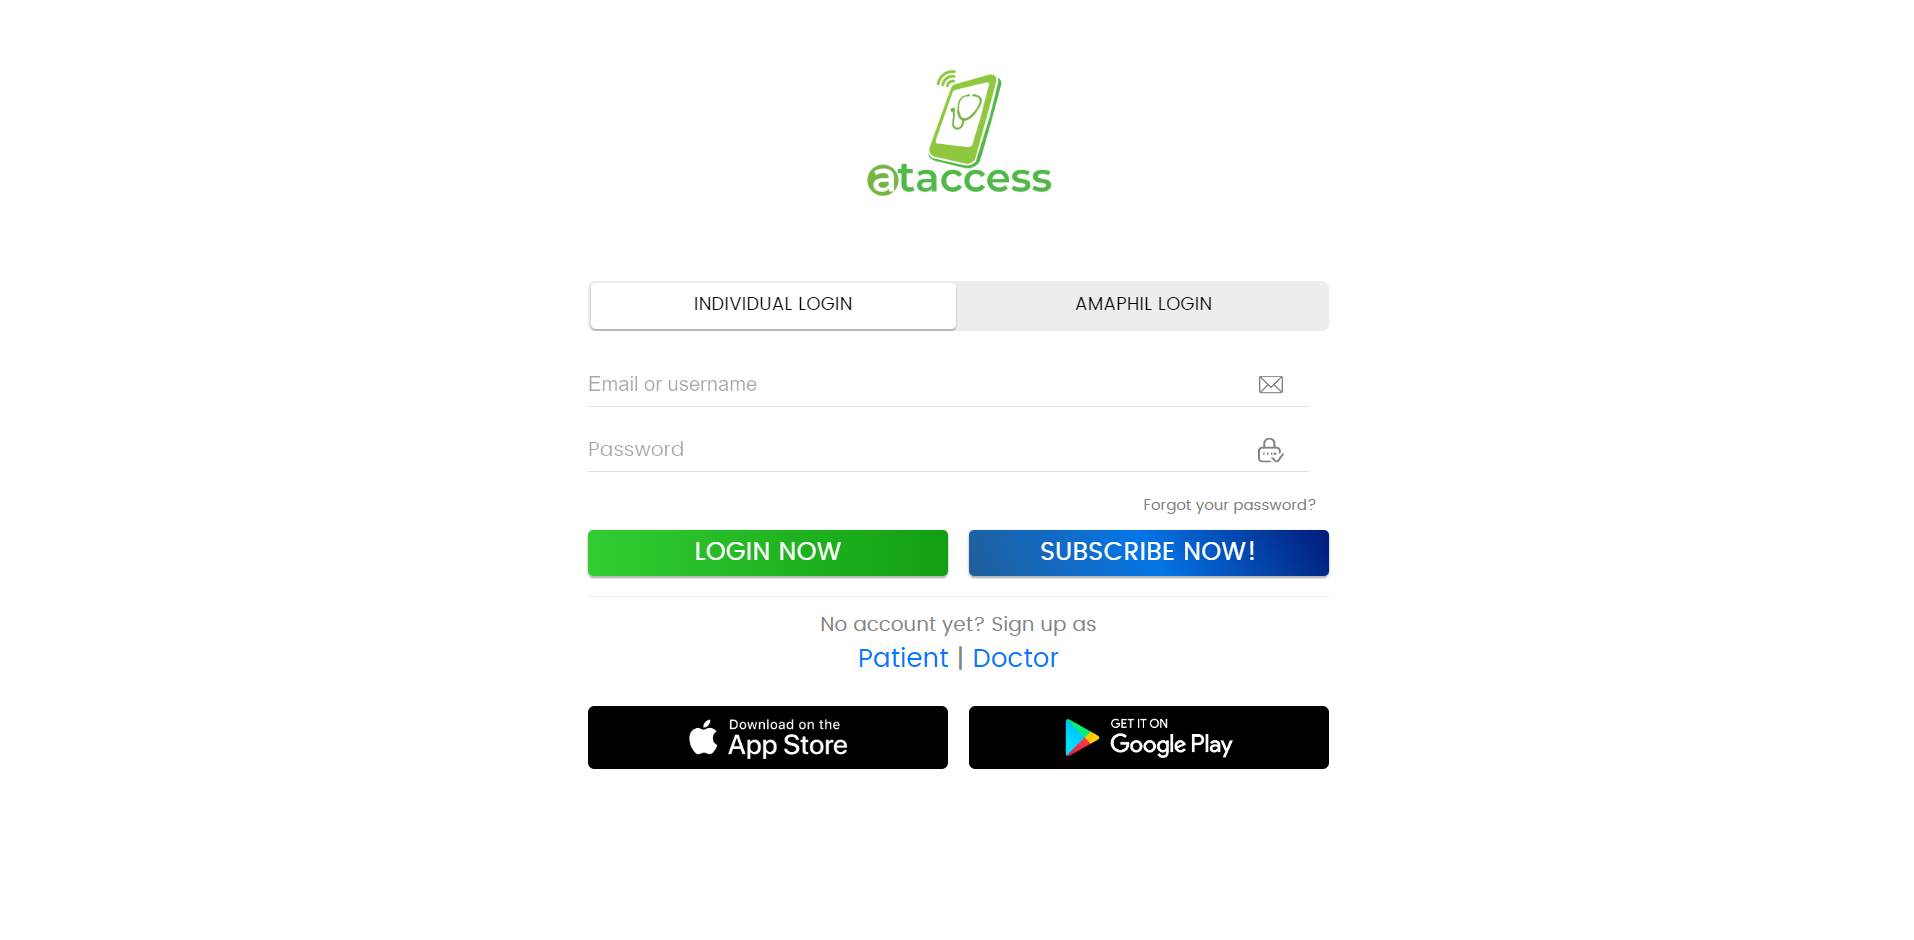 ataccess
INDIVIDUAL LOGIN
AMAPHIL LOGIN
Email or username
Password
Forgot your password?
LOGIN NOW
SUBSCRIBE NOW!
No account yet? Sign up as
Patient | Doctor
Download on the
App Store
GET IT ON
Google Play